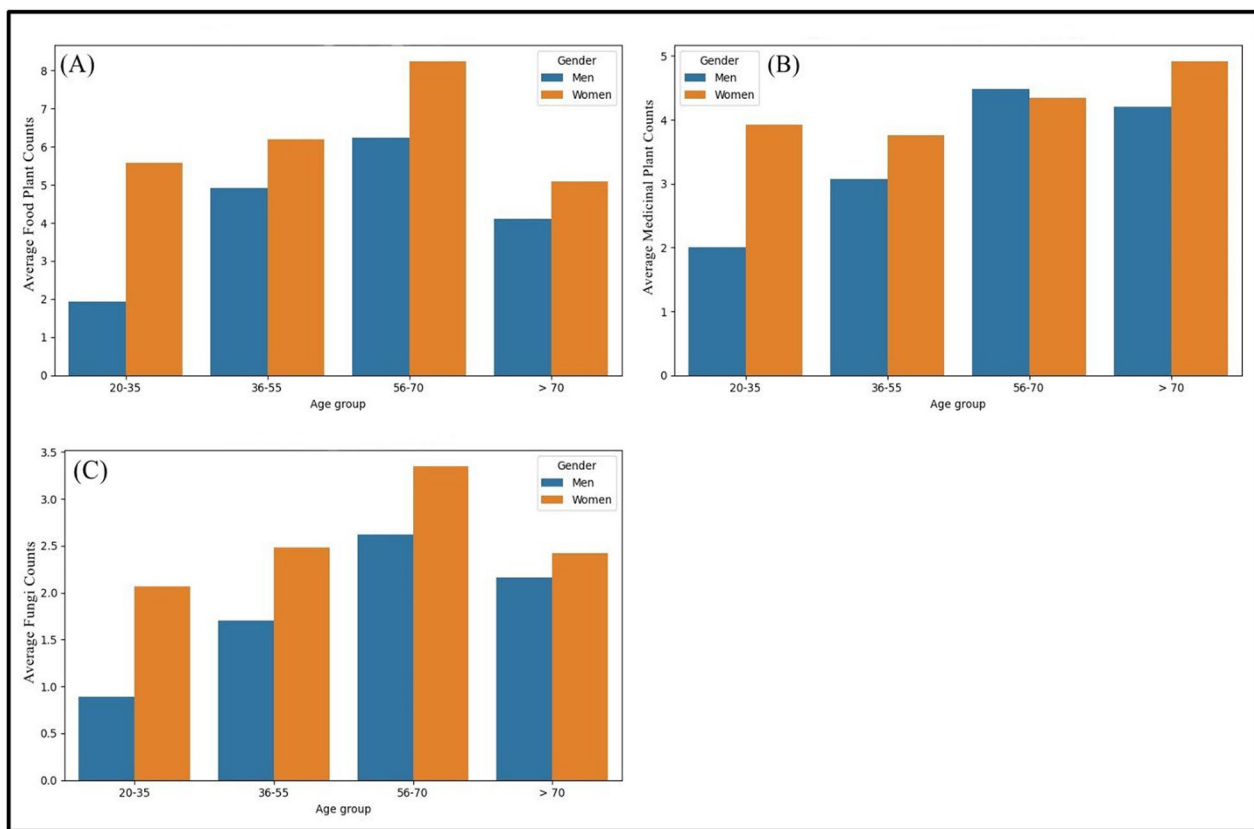 (A)
Gender
Men
Women
Average Food Plant Counts
8
7
6
5
4
3
2
1
0
20-35 36-55 56-70 > 70
Age group
(B)
Gender
Men
Women
Average Medicinal Plant Counts
5
4
3
2
1
0
20-35 36-55 56-70 > 70
Age group
(C)
Gender
Men
Women
Average Fungi Counts
3.5
3.0
2.5
2.0
1.5
1.0
0.5
0.0
20-35 36-55 56-70 > 70
Age group